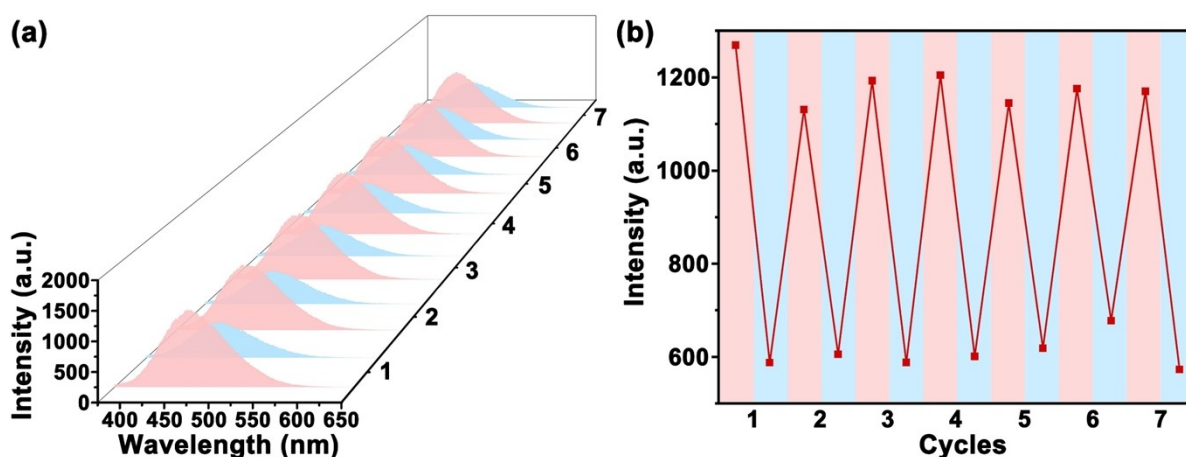 (a)
Intensity (a.u.)
2000
1500
1000
500
0
400 450 500 550 600 650
Wavelength (nm)
1
2
3
4
5
6
7
(b)
Intensity (a.u.)
1200
1000
800
600
1 2 3 4 5 6 7
Cycles